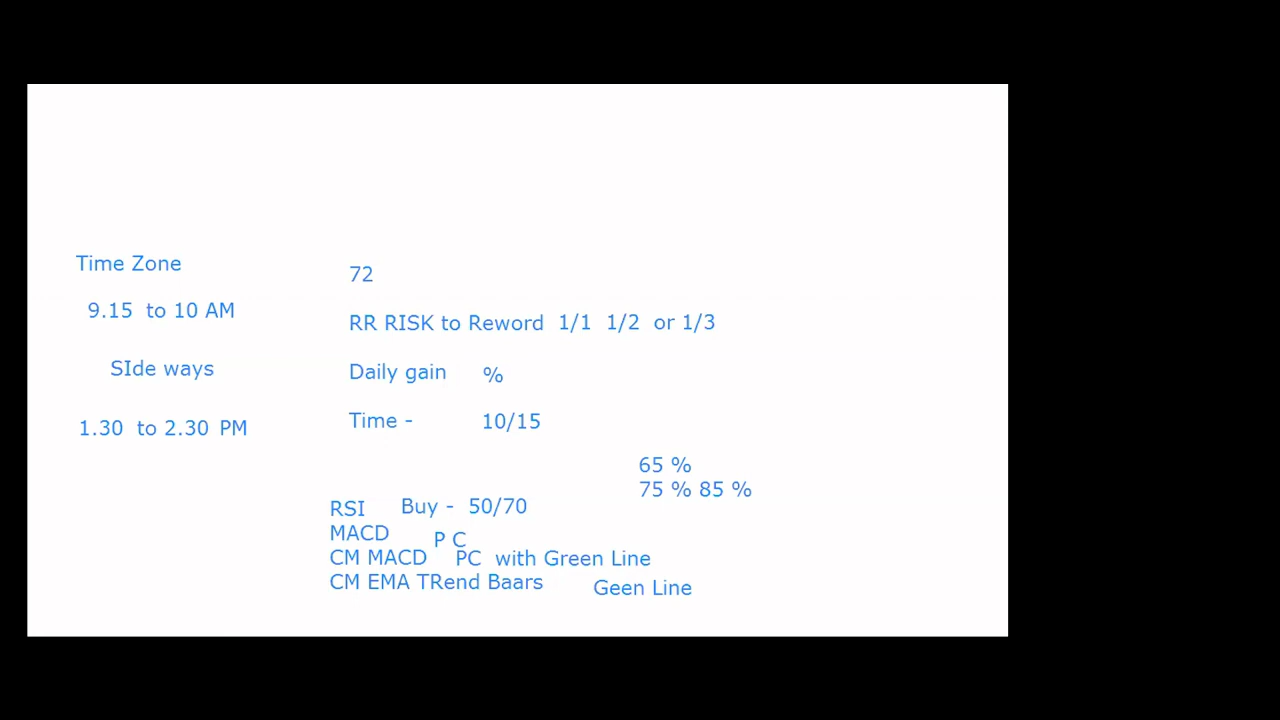 Time Zone
9.15 to 10 AM
SIde ways
1.30 to 2.30 PM
72
RR RISK to Reword 1/1 1/2 or 1/3
Daily gain %
Time - 10/15
65 %
75 % 85 %
RSI Buy - 50/70
MACD P C
CM MACD PC with Green Line
CM EMA TRend Baars Geen Line